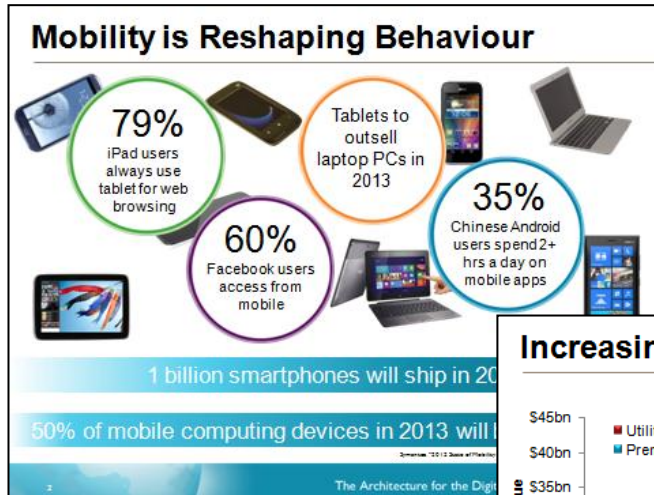 Mobility is Reshaping Behaviour
79%
iPad users
always use
tablet for web
browsing
Tablets to
outsell
laptop PCs in
2013
60%
Facebook users
access from
mobile
35%
Chinese Android
users spend 2+
hrs a day on
mobile apps
1 billion smartphones will ship in 20
50% of mobile computing devices in 2013 will
2
The Architecture for the Digit
Increasin
$45bn
$40bn
$35bn
Utili
Prem